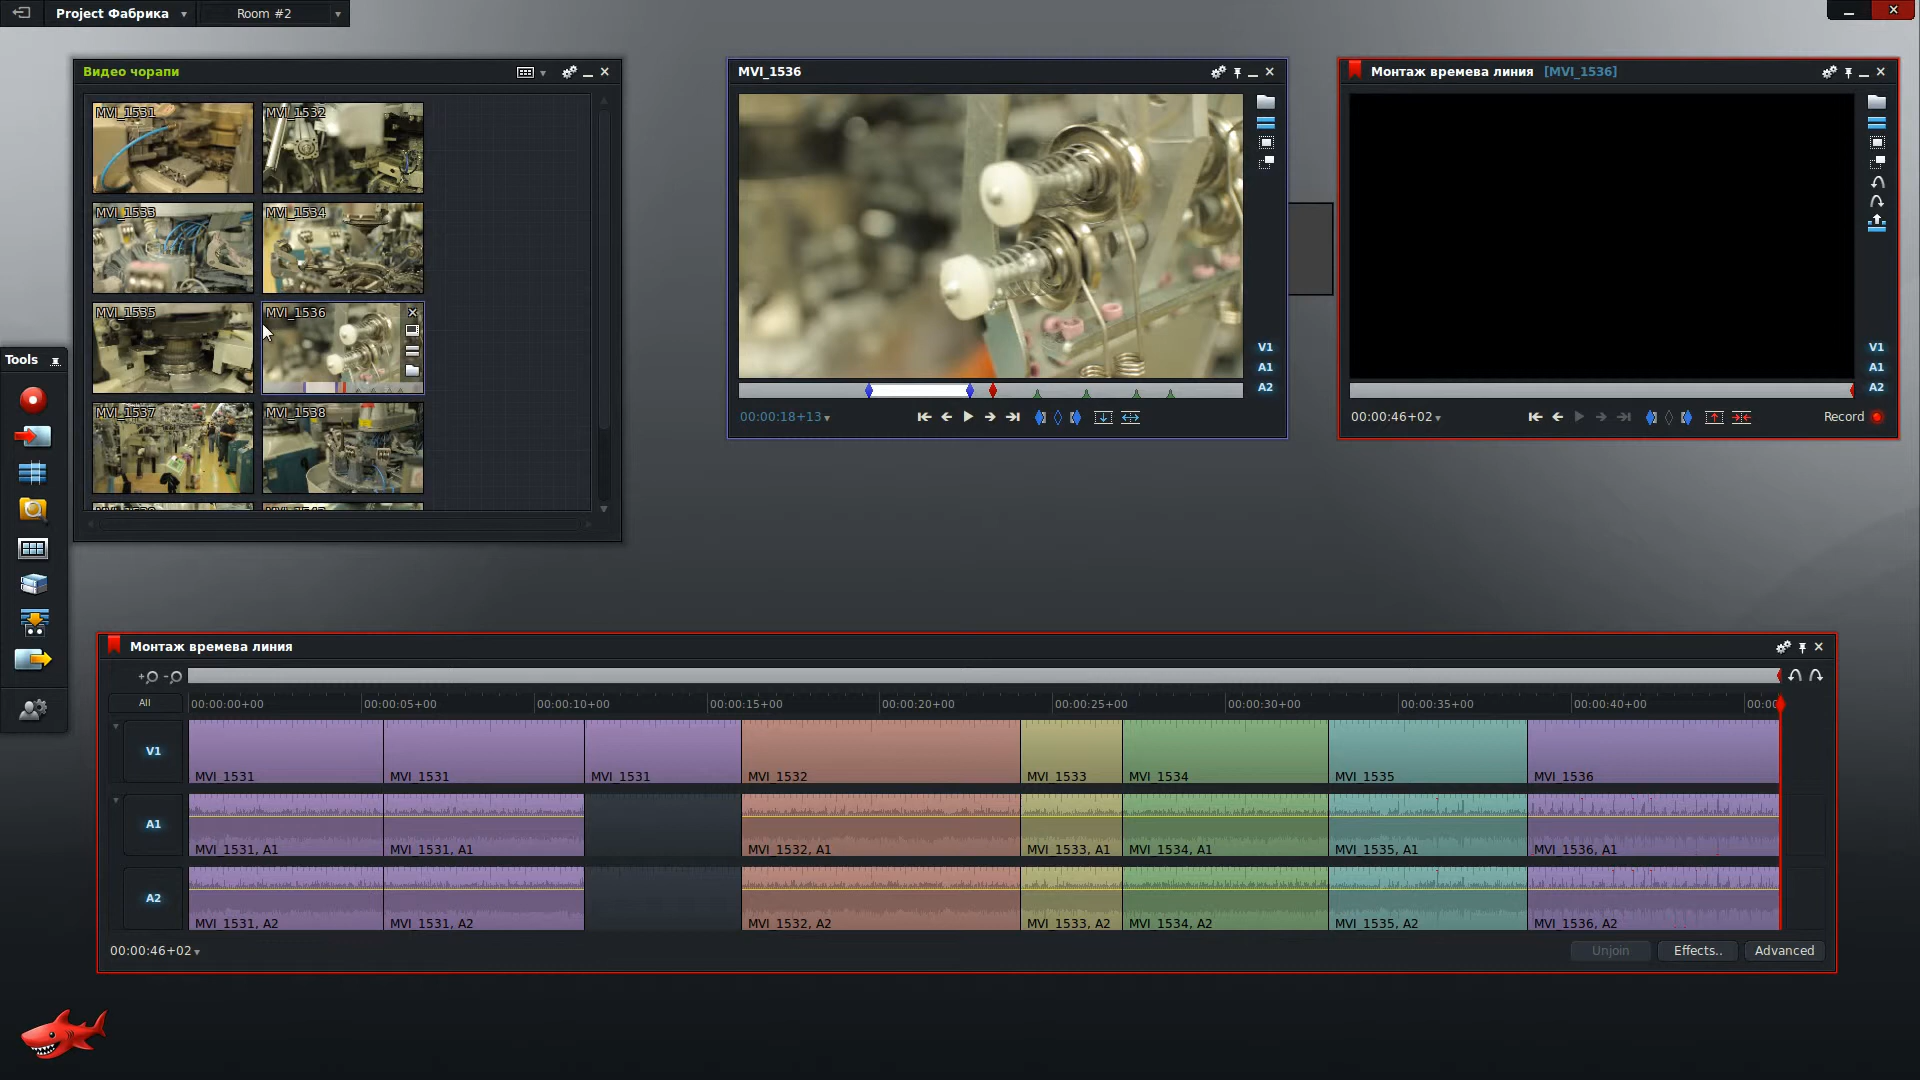 Project Фабрика
Room #2
Видео чорапи
MVI_1531
MVI_1532
MVI_1533
MVI_1534
MVI_1535
MVI_1536
MVI_1537
MVI_1538
MVI_1536
V1
A1
A2
00:00:18+13
Монтаж времева линия [MVI_1536]
V1
A1
A2
00:00:46+02
Record
Tools
Монтаж времева линия
All
00:00:00+00
00:00:05+00
00:00:10+00
00:00:15+00
00:00:20+00
00:00:25+00
00:00:30+00
00:00:35+00
00:00:40+00
00:00
V1
MVI_1531
MVI_1531
MVI_1531
MVI_1532
MVI_1533
MVI_1534
MVI_1535
MVI_1536
A1
MVI_1531, A1
MVI_1531, A1
MVI_1532, A1
MVI_1533, A1
MVI_1534, A1
MVI_1535, A1
MVI_1536, A1
A2
MVI_1531, A2
MVI_1531, A2
MVI_1532, A2
MVI_1533, A2
MVI_1534, A2
MVI_1535, A2
MVI_1536, A2
00:00:46+02
Unjoin
Effects..
Advanced